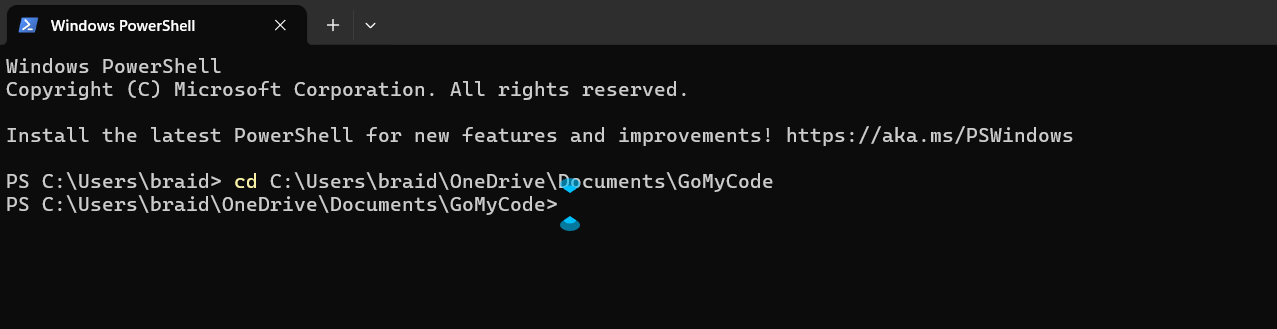 Windows PowerShell
Windows PowerShell
Copyright (C) Microsoft Corporation. All rights reserved.
Install the latest PowerShell for new features and improvements! https://aka.ms/PSWindows
PS C:\Users\braid> cd C:\Users\braid\OneDrive\Documents\GoMyCode
PS C:\Users\braid\OneDrive\Documents\GoMyCode>